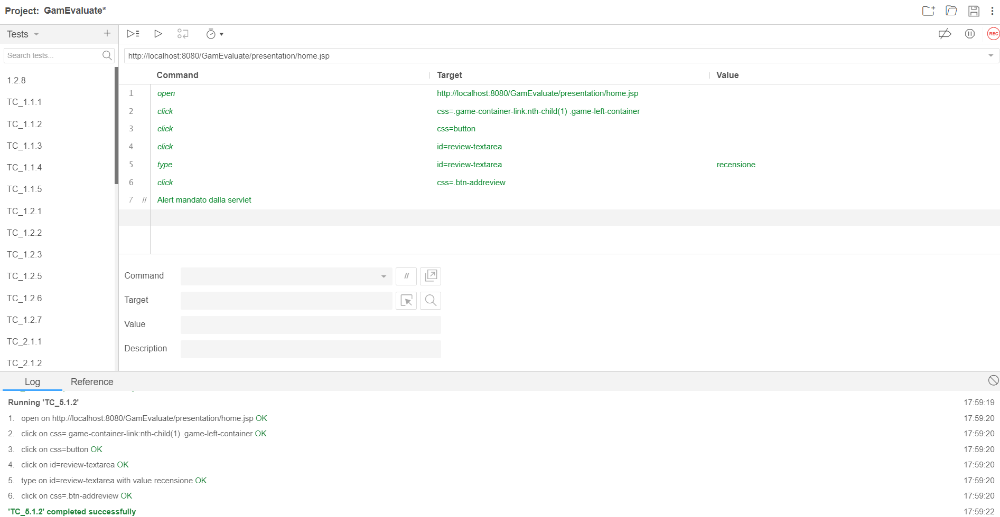 Project: GamEvaluate*
Tests
Search tests...
1.2.8
TC_1.1.1
TC_1.1.2
TC_1.1.3
TC_1.1.4
TC_1.1.5
TC_1.2.1
TC_1.2.2
TC_1.2.3
TC_1.2.5
TC_1.2.6
TC_1.2.7
TC_2.1.1
TC_2.1.2
REC
http://localhost:8080/GamEvaluate/presentation/home.jsp
Command Target Value
1 open http://localhost:8080/GamEvaluate/presentation/home.jsp
2 click css=.game-container-link:nth-child(1) .game-left-container
3 click css=button
4 click id=review-textarea
5 type id=review-textarea recensione
6 click css=.btn-addreview
7 // Alert mandato dalla servlet
Command //
Target
Value
Description
Log Reference
Running 'TC_5.1.2' 17:59:19
1. open on http://localhost:8080/GamEvaluate/presentation/home.jsp OK 17:59:20
2. click on css=.game-container-link:nth-child(1) .game-left-container OK 17:59:20
3. click on css=button OK 17:59:20
4. click on id=review-textarea OK 17:59:20
5. type on id=review-textarea with value recensione OK 17:59:20
6. click on css=.btn-addreview OK 17:59:20
'TC_5.1.2' completed successfully 17:59:22